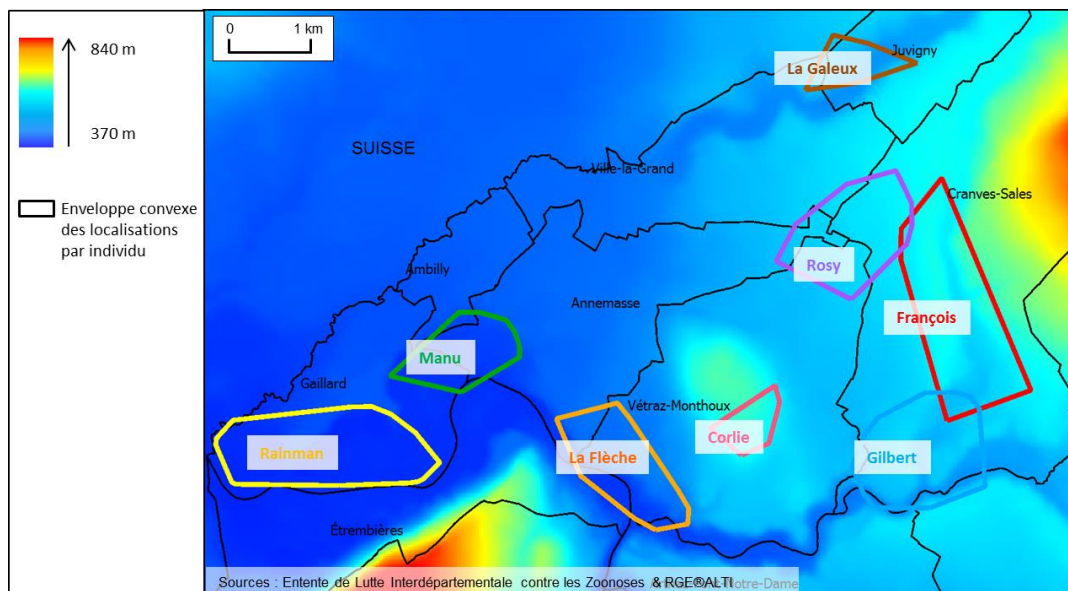 840 m
370 m
Enveloppe convexe
des localisations
par individu
0 1 km
La Galeux
Juvigny
SUISSE
Ville-la-Grand
Cranves-Sales
Rosy
Ambilly
Annemasse
François
Manu
Gaillard
Vétraz-Monthoux
Corlie
Rainman
La Flèche
Gilbert
Étrembières
Sources : Entente de Lutte Interdépartementale contre les Zoonoses & RGE®ALTI
-Notre-Dame